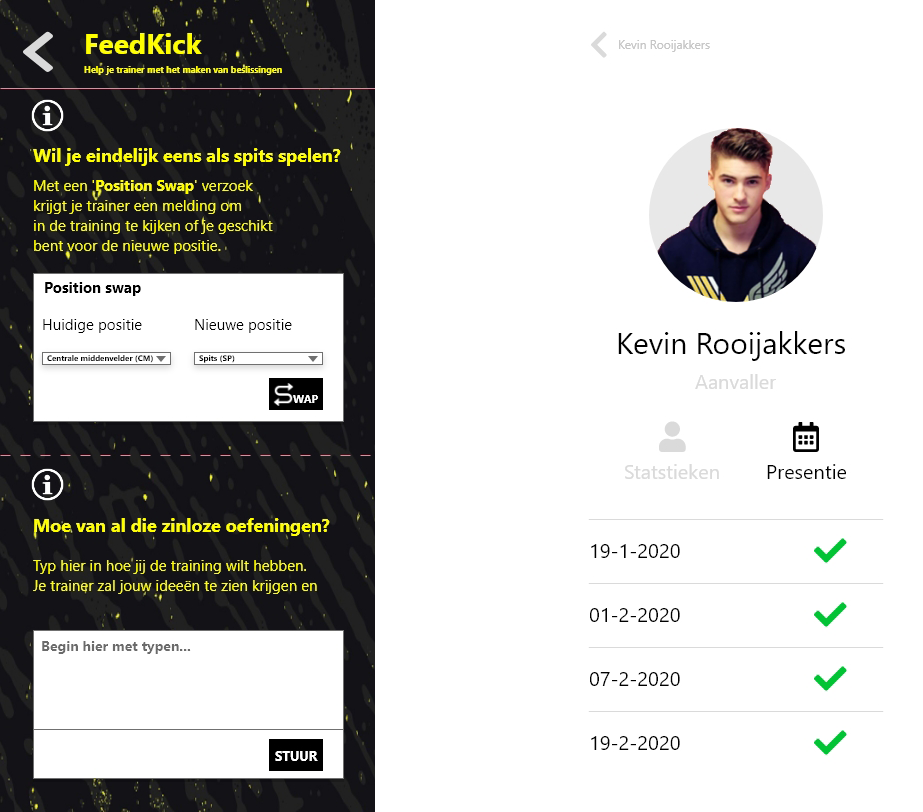 FeedKick
Help je trainer met het maken van beslissingen
Wil je eindelijk eens als spits spelen?
Met een 'Position Swap' verzoek
krijgt je trainer een melding om
in de training te kijken of je geschikt
bent voor de nieuwe positie.
Position swap
Huidige positie
Nieuwe positie
Centrale middenvelder (CM)
Spits (SP)
SWAP
Moe van al die zinloze oefeningen?
Typ hier in hoe jij de training wilt hebben.
Je trainer zal jouw ideeën te zien krijgen en
Begin hier met typen...
STUUR
Kevin Rooijakkers
Kevin Rooijakkers
Aanvaller
Statstieken
Presentie
19-1-2020
01-2-2020
07-2-2020
19-2-2020